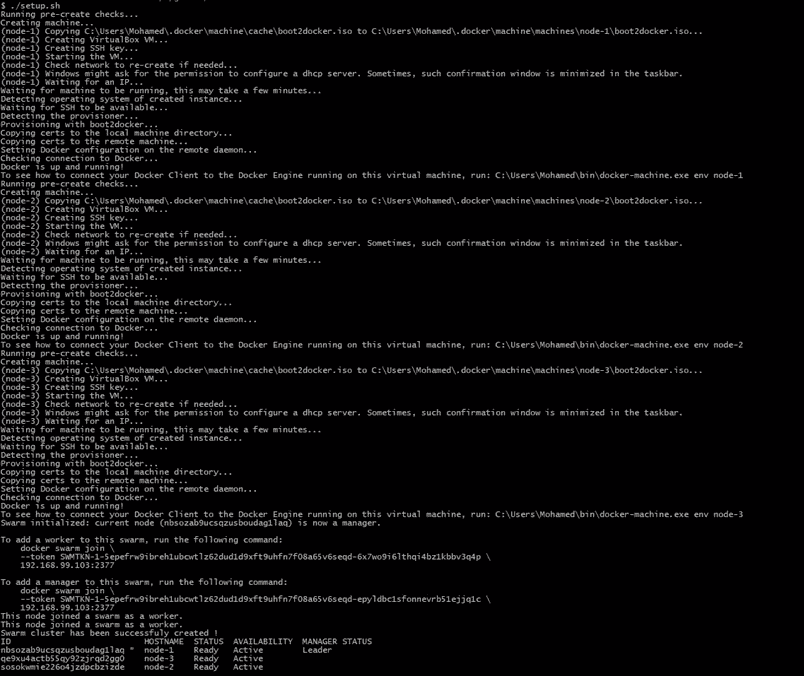 $ ./setup.sh
Running pre-create checks...
Creating machine...
(node-1) Copying C:\Users\Mohamed\.docker\machine\cache\boot2docker.iso to C:\Users\Mohamed\.docker\machine\machines\node-1\boot2docker.iso...
(node-1) Creating VirtualBox VM...
(node-1) Creating SSH key...
(node-1) Starting the VM...
(node-1) Check network to re-create if needed...
(node-1) Windows might ask for the permission to configure a dhcp server. Sometimes, such confirmation window is minimized in the taskbar.
(node-1) Waiting for an IP...
Waiting for machine to be running, this may take a few minutes...
Detecting operating system of created instance...
Waiting for SSH to be available...
Detecting the provisioner...
Provisioning with boot2docker...
Copying certs to the local machine directory...
Copying certs to the remote machine...
Setting Docker configuration on the remote daemon...
Checking connection to Docker...
Docker is up and running!
To see how to connect your Docker Client to the Docker Engine running on this virtual machine, run: C:\Users\Mohamed\bin\docker-machine.exe env node-1
Running pre-create checks...
Creating machine...
(node-2) Copying C:\Users\Mohamed\.docker\machine\cache\boot2docker.iso to C:\Users\Mohamed\.docker\machine\machines\node-2\boot2docker.iso...
(node-2) Creating VirtualBox VM...
(node-2) Creating SSH key...
(node-2) Starting the VM...
(node-2) Check network to re-create if needed...
(node-2) Windows might ask for the permission to configure a dhcp server. Sometimes, such confirmation window is minimized in the taskbar.
(node-2) Waiting for an IP...
Waiting for machine to be running, this may take a few minutes...
Detecting operating system of created instance...
Waiting for SSH to be available...
Detecting the provisioner...
Provisioning with boot2docker...
Copying certs to the local machine directory...
Copying certs to the remote machine...
Setting Docker configuration on the remote daemon...
Checking connection to Docker...
Docker is up and running!
To see how to connect your Docker Client to the Docker Engine running on this virtual machine, run: C:\Users\Mohamed\bin\docker-machine.exe env node-2
Running pre-create checks...
Creating machine...
(node-3) Copying C:\Users\Mohamed\.docker\machine\cache\boot2docker.iso to C:\Users\Mohamed\.docker\machine\machines\node-3\boot2docker.iso...
(node-3) Creating VirtualBox VM...
(node-3) Creating SSH key...
(node-3) Starting the VM...
(node-3) Check network to re-create if needed...
(node-3) Windows might ask for the permission to configure a dhcp server. Sometimes, such confirmation window is minimized in the taskbar.
(node-3) Waiting for an IP...
Waiting for machine to be running, this may take a few minutes...
Detecting operating system of created instance...
Waiting for SSH to be available...
Detecting the provisioner...
Provisioning with boot2docker...
Copying certs to the local machine directory...
Copying certs to the remote machine...
Setting Docker configuration on the remote daemon...
Checking connection to Docker...
Docker is up and running!
To see how to connect your Docker Client to the Docker Engine running on this virtual machine, run: C:\Users\Mohamed\bin\docker-machine.exe env node-3
Swarm initialized: current node (nbsozab9ucsqzusboudag1laq) is now a manager.
To add a worker to this swarm, run the following command:
docker swarm join \
--token SWMTKN-1-5epefrw9ibreh1ubcwtlz62dud1d9xft9uhfn7f08a65v6seqd-6x7wo9i6lthqi4bz1kbbv3q4p \
192.168.99.103:2377
To add a manager to this swarm, run the following command:
docker swarm join \
--token SWMTKN-1-5epefrw9ibreh1ubcwtlz62dud1d9xft9uhfn7f08a65v6seqd-epyldbc1sfonnevrb51ejjq1c \
192.168.99.103:2377
This node joined a swarm as a worker.
This node joined a swarm as a worker.
Swarm cluster has been successfuly created !
ID HOSTNAME STATUS AVAILABILITY MANAGER STATUS
nbsozab9ucsqzusboudag1laq * node-1 Ready Active Leader
qe9xu4actb55qy92zjrqd2gg0 node-3 Ready Active
sosokwmie226o4jzdpcbzizde node-2 Ready Active